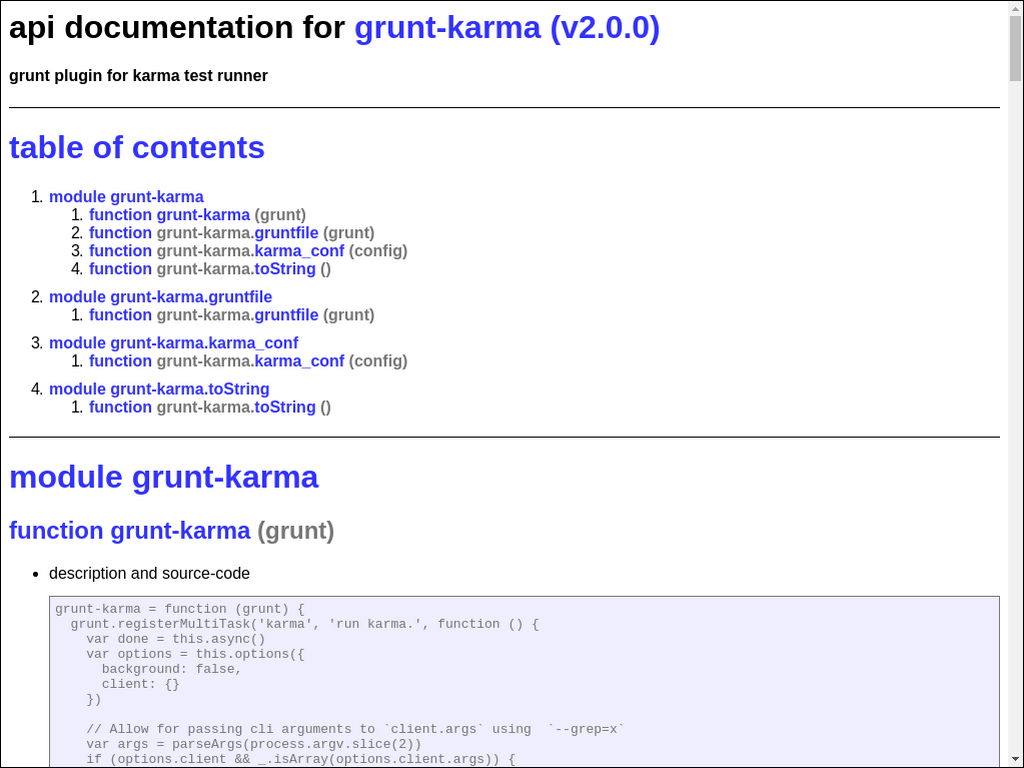 api documentation for grunt-karma (v2.0.0)
grunt plugin for karma test runner
table of contents
1. module grunt-karma
1. function grunt-karma (grunt)
2. function grunt-karma.gruntfile (grunt)
3. function grunt-karma.karma_conf (config)
4. function grunt-karma.toString ()
2. module grunt-karma.gruntfile
1. function grunt-karma.gruntfile (grunt)
3. module grunt-karma.karma_conf
1. function grunt-karma.karma_conf (config)
4. module grunt-karma.toString
1. function grunt-karma.toString ()
module grunt-karma
function grunt-karma (grunt)
• description and source-code
grunt-karma = function (grunt) {
  grunt.registerMultiTask('karma', 'run karma.', function () {
    var done = this.async()
    var options = this.options({
      background: false,
      client: {}
    })
    // Allow for passing cli arguments to `client.args` using  `--grep=x`
    var args = parseArgs(process.argv.slice(2))
    if (options.client && _.isArray(options.client.args)) {